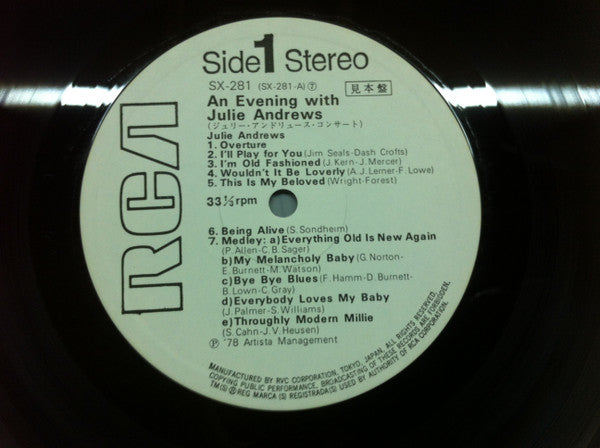 RCA
Side 1 Stereo
SX-281 (SX-281-A) ⑦
見本盤
An Evening with
Julie Andrews
(ジュリー・アンドリュース・コンサート)
Julie Andrews
1. Overture
2. I'll Play for You (Jim Seals-Dash Crofts)
3. I'm Old Fashioned (J.Kern-J.Mercer)
4. Wouldn't It Be Loverly (A.J.Lerner-F.Lowe)
5. This Is My Beloved (Wright-Forest)
33⅓ rpm
6. Being Alive (S.Sondheim)
7. Medley: a) Everything Old Is New Again
(P.Allen-C.B.Sager)
b) My Melancholy Baby (G.Norton-
E.Burnett-M.Watson)
c) Bye Bye Blues (F.Hamm-D.Burnett-
B.Lown-C.Gray)
d) Everybody Loves My Baby
(J.Palmer-S.Williams)
e) Throughly Modern Millie
(S.Cahn-J.V.Heusen)
Ⓟ '78 Artista Management
MANUFACTURED BY RVC CORPORATION, TOKYO, JAPAN. ALL RIGHTS RESERVED.
COPYING PUBLIC PERFORMANCE, BROADCASTING OF THESE RECORDS ARE FORBIDDEN.
TM(S) ® REG MARCA(S) REGISTRADA(S) USED BY AUTHORITY OF RCA CORPORATION.